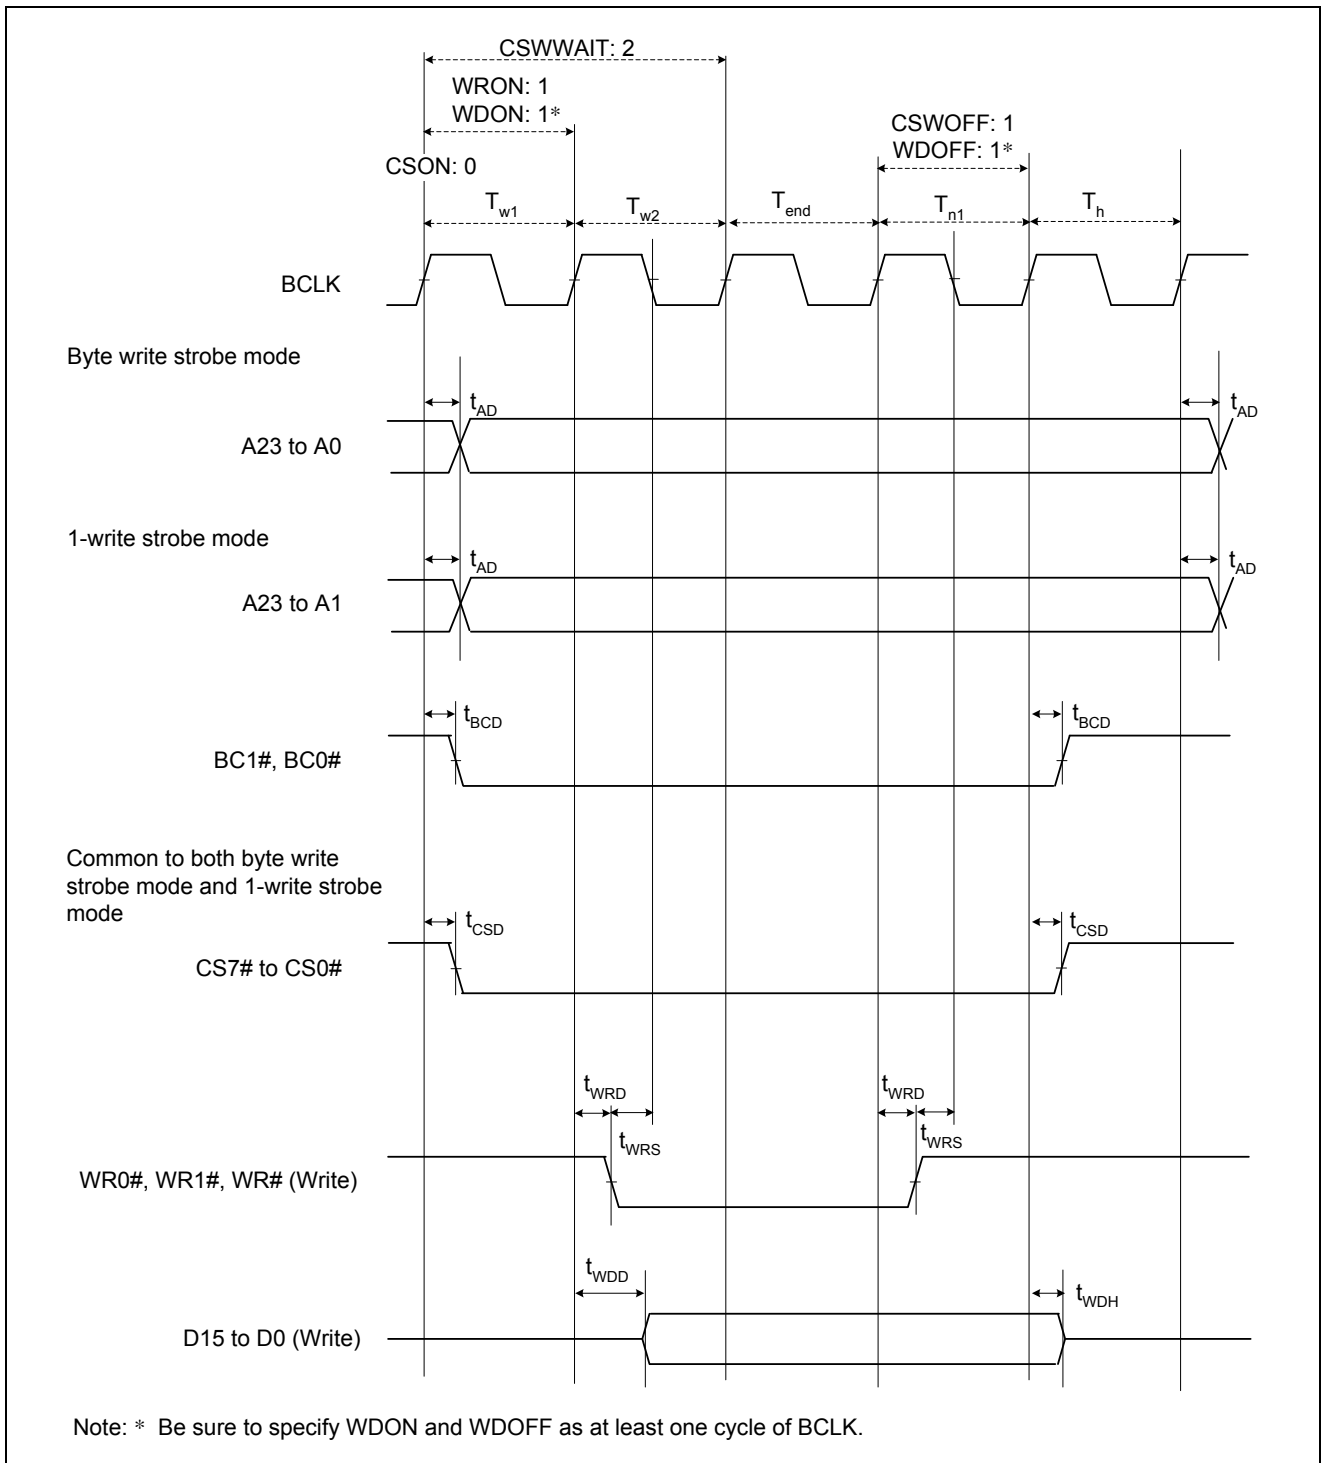 CSWWAIT: 2
WRON: 1
WDON: 1*
CSWOFF: 1
WDOFF: 1*
CSON: 0
Tw1
Tw2
Tend
Tn1
Th
BCLK
Byte write strobe mode
tAD
tAD
A23 to A0
1-write strobe mode
tAD
tAD
A23 to A1
tBCD
tBCD
BC1#, BC0#
Common to both byte write
strobe mode and 1-write strobe
mode
tCSD
tCSD
CS7# to CS0#
tWRD
tWRD
tWRS
tWRS
WR0#, WR1#, WR# (Write)
tWDD
tWDH
D15 to D0 (Write)
Note: * Be sure to specify WDON and WDOFF as at least one cycle of BCLK.